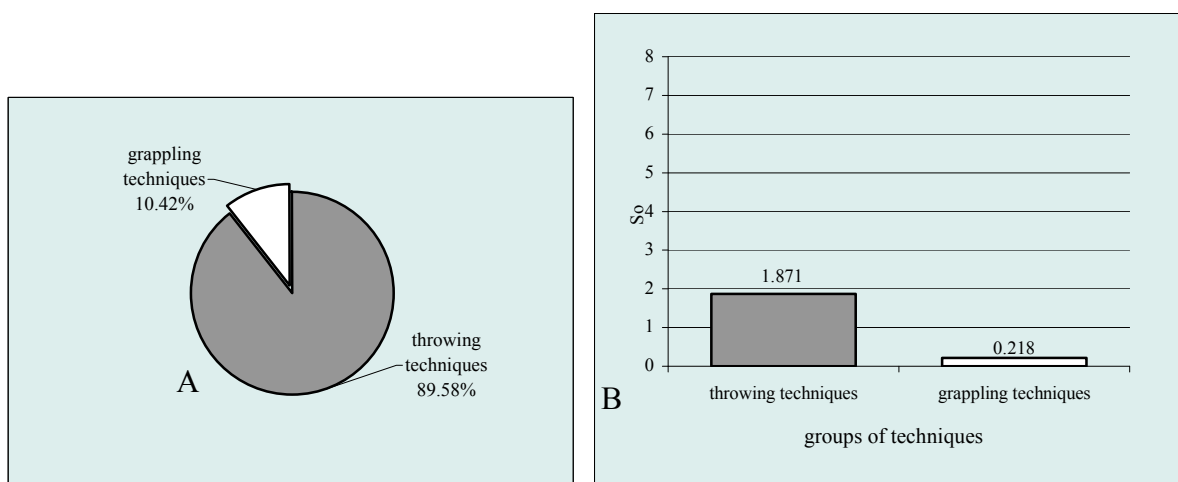 grappling
techniques
10.42%
throwing
techniques
89.58%
A
8
7
6
5
4
3
2
1
0
So
1.871
0.218
throwing techniques
grappling techniques
B
groups of techniques